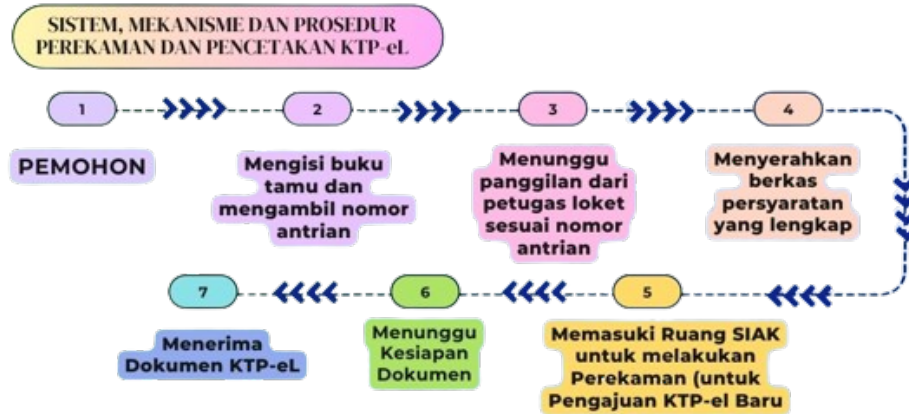 SISTEM, MEKANISME DAN PROSEDUR
PEREKAMAN DAN PENCETAKAN KTP-eL
1
PEMOHON
2
Mengisi buku
tamu dan
mengambil nomor
antrian
3
Menunggu
panggilan dari
petugas loket
sesuai nomor
antrian
4
Menyerahkan
berkas
persyaratan
yang lengkap
5
Memasuki Ruang SIAK
untuk melakukan
Perekaman (untuk
Pengajuan KTP-el Baru
6
Menunggu
Kesiapan
Dokumen
7
Menerima
Dokumen KTP-eL